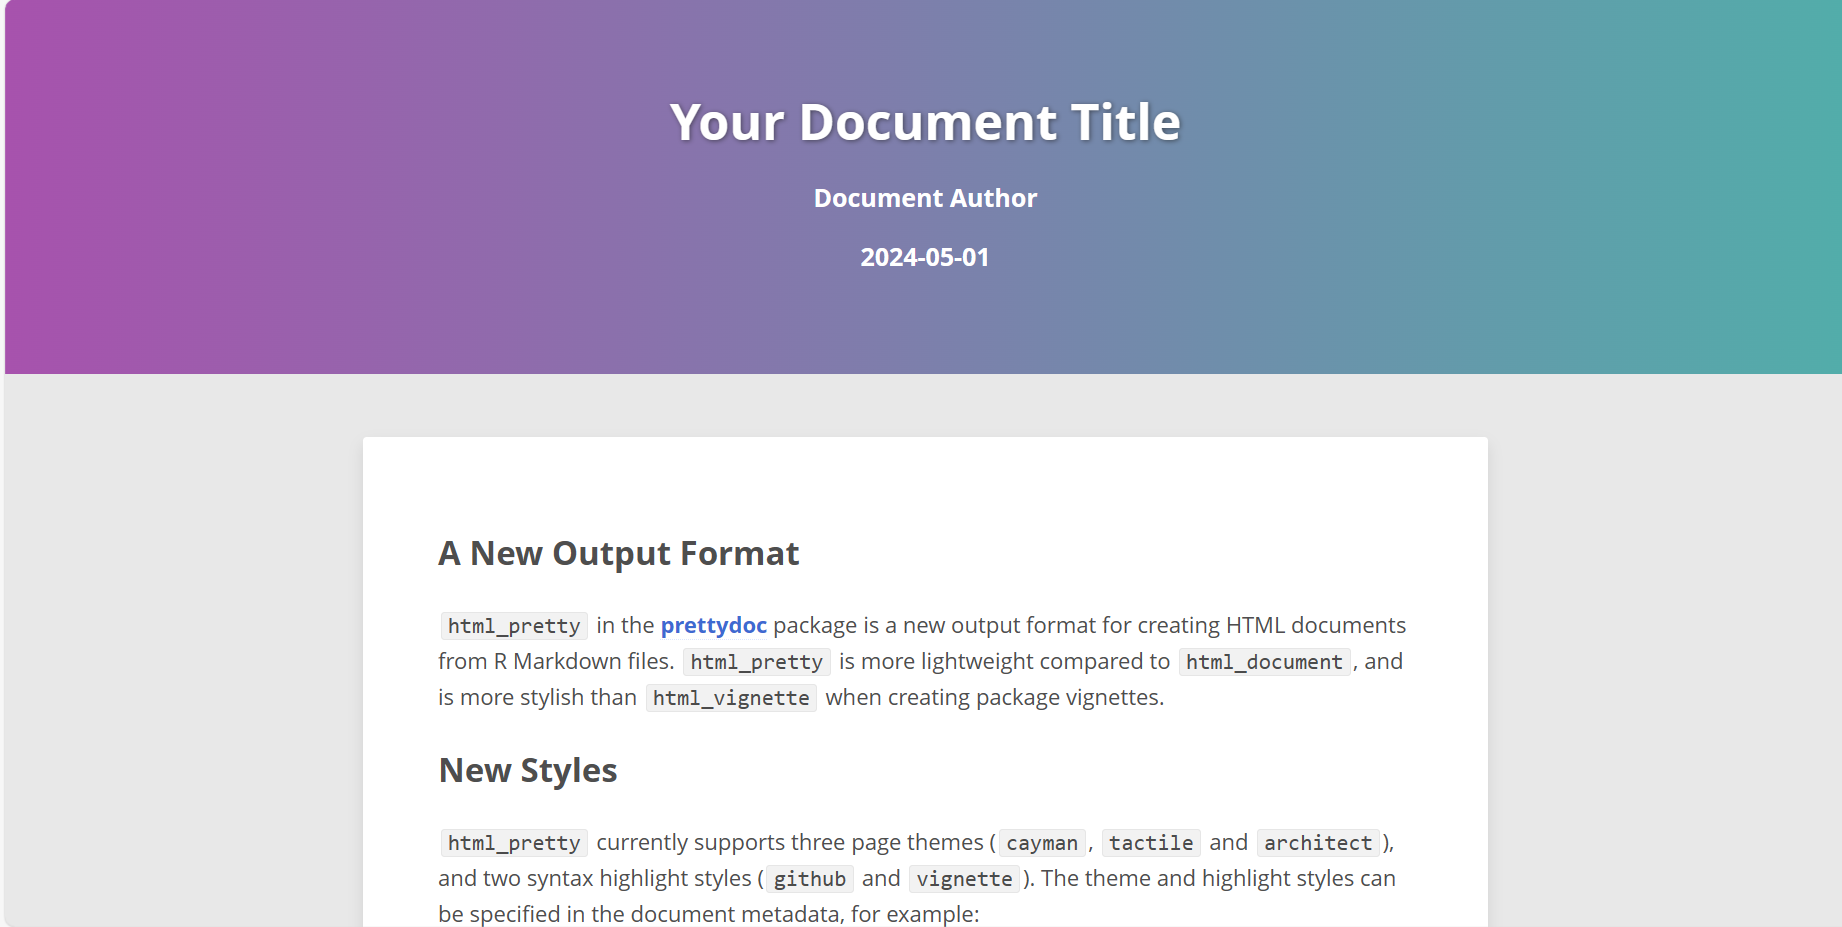 Your Document Title
Document Author
2024-05-01
A New Output Format
html_pretty in the prettydoc package is a new output format for creating HTML documents
from R Markdown files. html_pretty is more lightweight compared to html_document, and
is more stylish than html_vignette when creating package vignettes.
New Styles
html_pretty currently supports three page themes (cayman, tactile and architect),
and two syntax highlight styles (github and vignette). The theme and highlight styles can
be specified in the document metadata, for example: